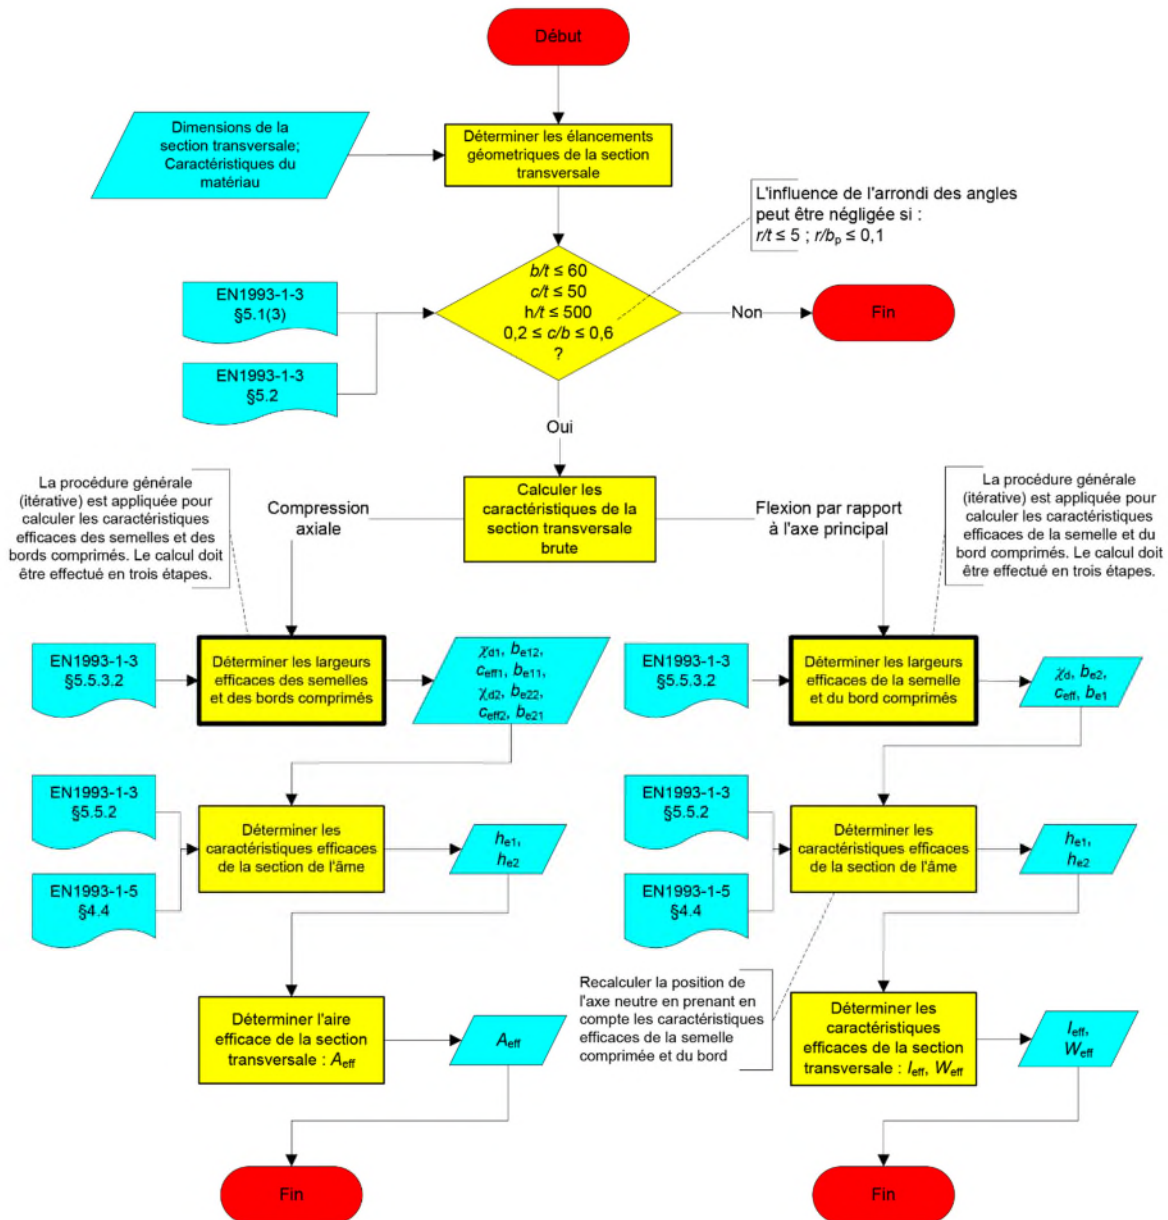 Début
Dimensions de la
section transversale;
Caractéristiques du
matériau
Déterminer les élancements
géometriques de la section
transversale
L'influence de l'arrondi des angles
peut être négligée si :
r/t ≤ 5 ; r/bp ≤ 0,1
EN1993-1-3
§5.1(3)
EN1993-1-3
§5.2
b/t ≤ 60
c/t ≤ 50
h/t ≤ 500
0,2 ≤ c/b ≤ 0,6
?
Non
Fin
Oui
La procédure générale
(itérative) est appliquée pour
calculer les caractéristiques
efficaces des semelles et des
bords comprimés. Le calcul doit
être effectué en trois étapes.
Compression
axiale
Calculer les
caractéristiques de la
section transversale
brute
Flexion par rapport
à l'axe principal
La procédure générale
(itérative) est appliquée pour
calculer les caractéristiques
efficaces de la semelle et du
bord comprimés. Le calcul doit
être effectué en trois étapes.
EN1993-1-3
§5.5.3.2
Déterminer les largeurs
efficaces des semelles
et des bords comprimés
χd1, be12,
ceff1, be11,
χd2, be22,
ceff2, be21
EN1993-1-3
§5.5.3.2
Déterminer les largeurs
efficaces de la semelle
et du bord comprimés
χd, be2,
ceff, be1
EN1993-1-3
§5.5.2
EN1993-1-5
§4.4
Déterminer les
caractéristiques efficaces
de la section de l'âme
he1,
he2
EN1993-1-3
§5.5.2
EN1993-1-5
§4.4
Déterminer les
caractéristiques efficaces
de la section de l'âme
he1,
he2
Déterminer l'aire
efficace de la section
transversale : Aeff
Aeff
Recalculer la position de
l'axe neutre en prenant en
compte les caractéristiques
efficaces de la semelle
comprimée et du bord
Déterminer les
caractéristiques
efficaces de la section
transversale : Ieff, Weff
Ieff,
Weff
Fin
Fin